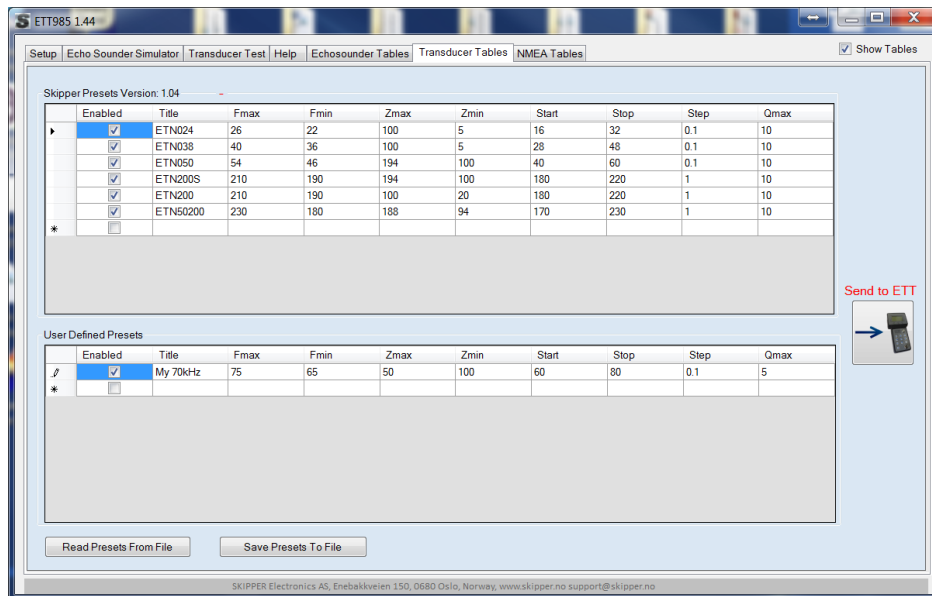 ETT985 1.44
Setup Echo Sounder Simulator Transducer Test Help Echosounder Tables Transducer Tables NMEA Tables Show Tables
Skipper Presets Version: 1.04
Enabled Title Fmax Fmin Zmax Zmin Start Stop Step Qmax
ETN024 26 22 100 5 16 32 0.1 10
ETN038 40 36 100 5 28 48 0.1 10
ETN050 54 46 194 100 40 60 0.1 10
ETN200S 210 190 194 100 180 220 1 10
ETN200 210 190 100 20 180 220 1 10
ETN50200 230 180 188 94 170 230 1 10
Send to ETT
User Defined Presets
Enabled Title Fmax Fmin Zmax Zmin Start Stop Step Qmax
My 70kHz 75 65 50 100 60 80 0.1 5
Read Presets From File Save Presets To File
SKIPPER Electronics AS, Enebakkveien 150, 0680 Oslo, Norway, www.skipper.no support@skipper.no